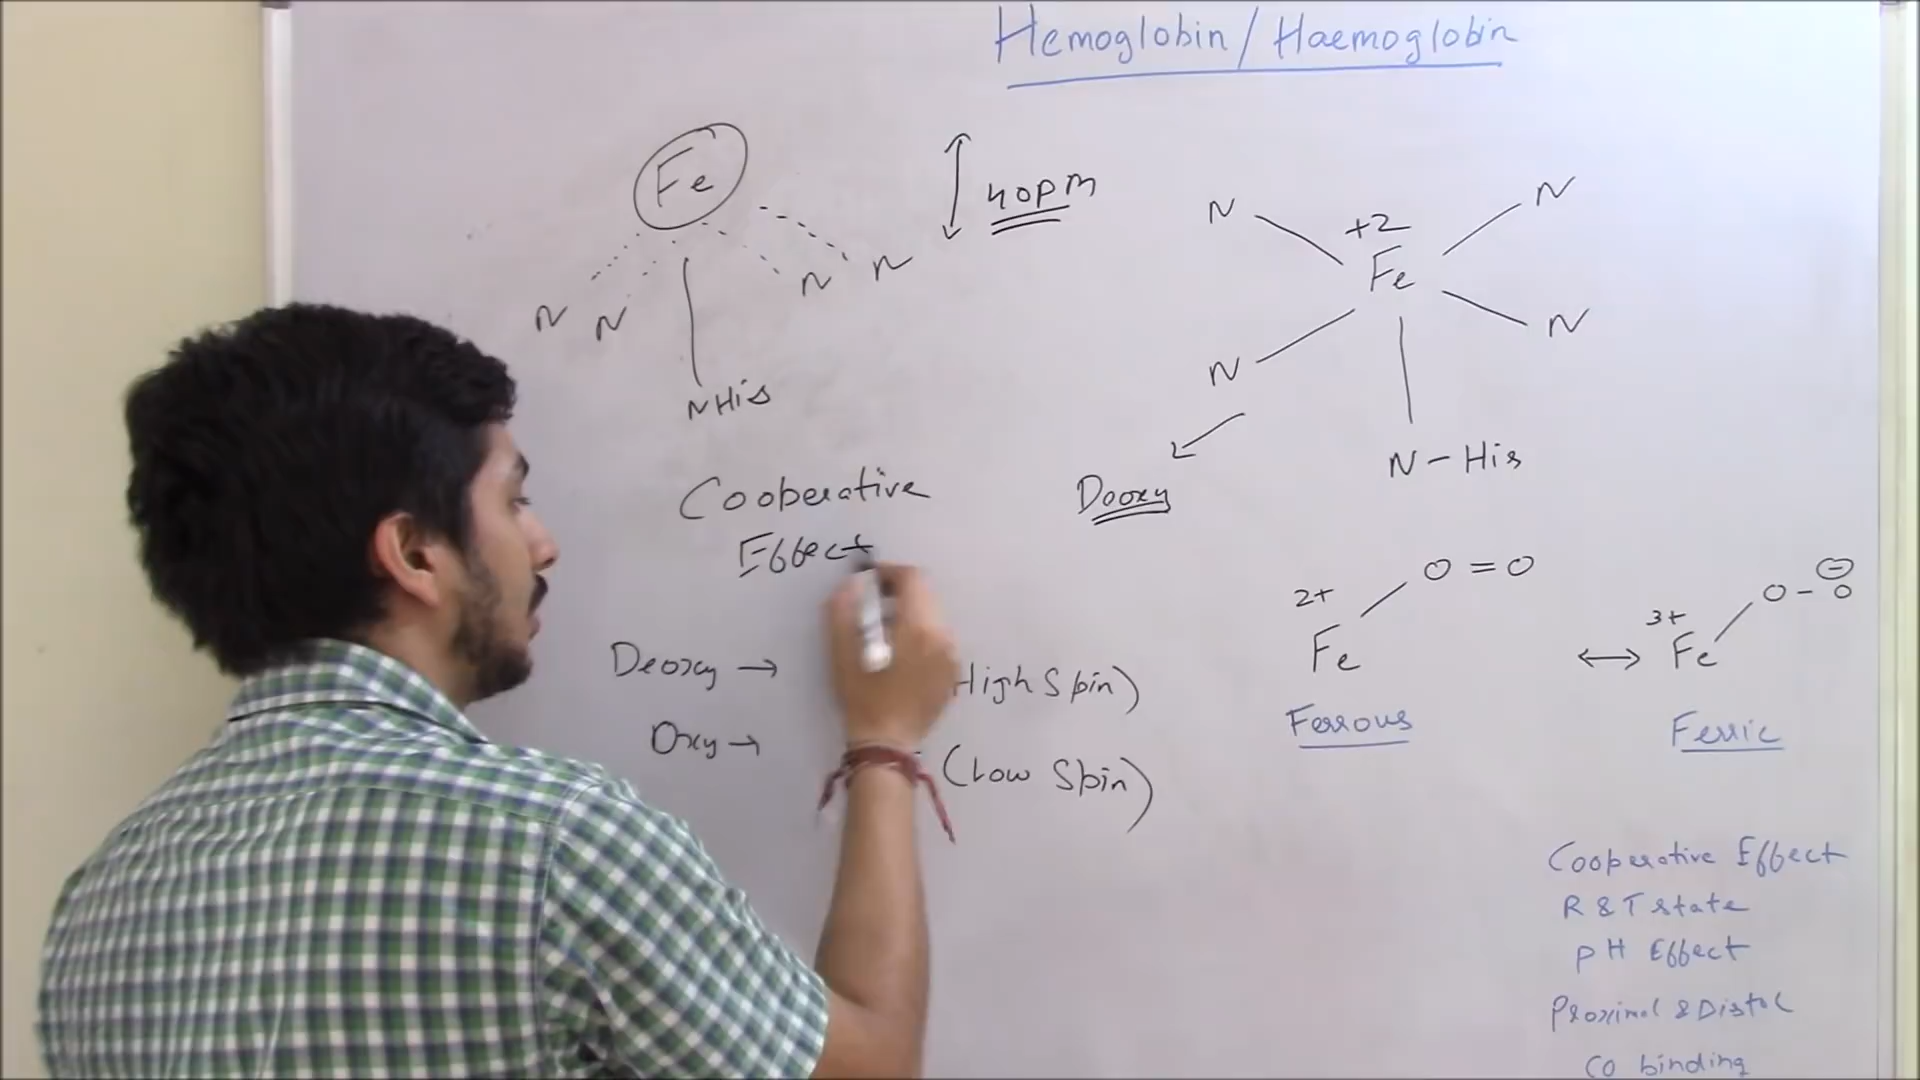 Hemoglobin / Haemoglobin
Fe
40pm
N N N N
NHis
N N
+2
Fe
N N
N - His
Deoxy
Cooperative
Effect
Deoxy → High Spin)
Oxy → (Low Spin)
2+
Fe O = O
Ferrous
↔
3+
Fe O - O ⊖
Ferric
Cooperative Effect
R & T state
pH Effect
Proximal & Distal
CO binding